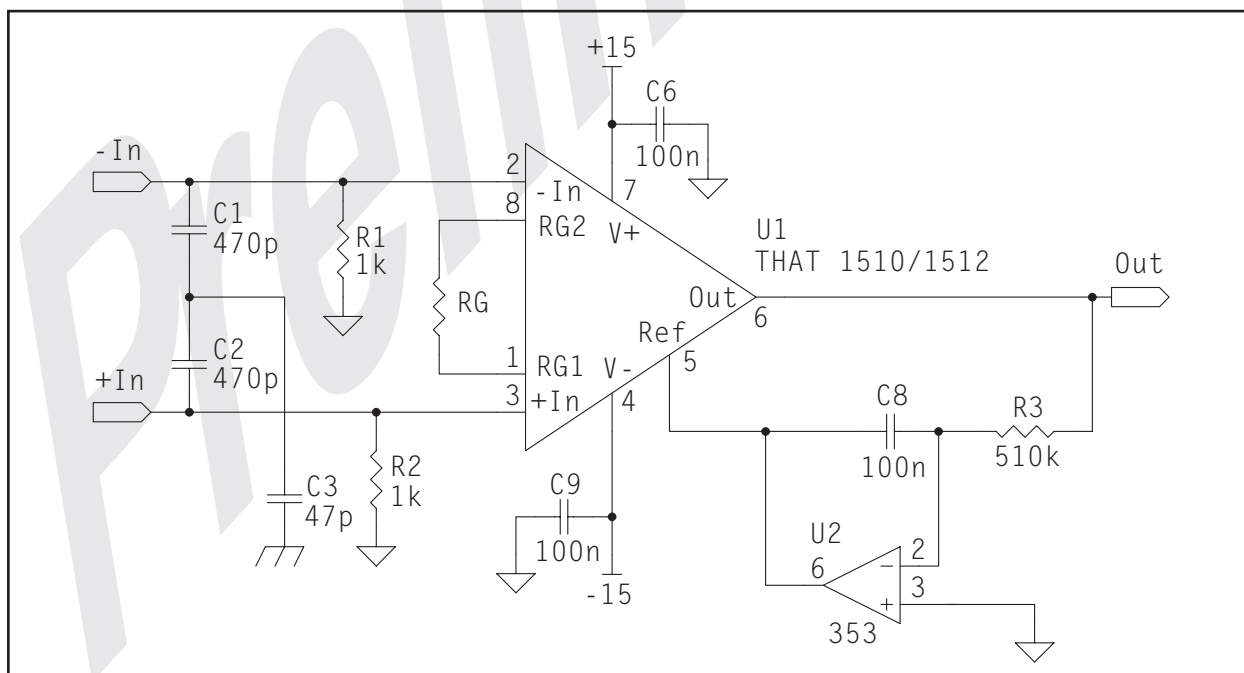 Prelim
+15
C6
100n
-In
2
-In
7
8
RG2
V+
C1
470p
R1
1k
U1
THAT 1510/1512
Out
RG
Out
6
Ref
5
C2
470p
1
RG1
V-
+In
3
+In
4
C8
100n
R3
510k
R2
1k
C3
47p
C9
100n
-15
U2
6
2
-
3
+
353